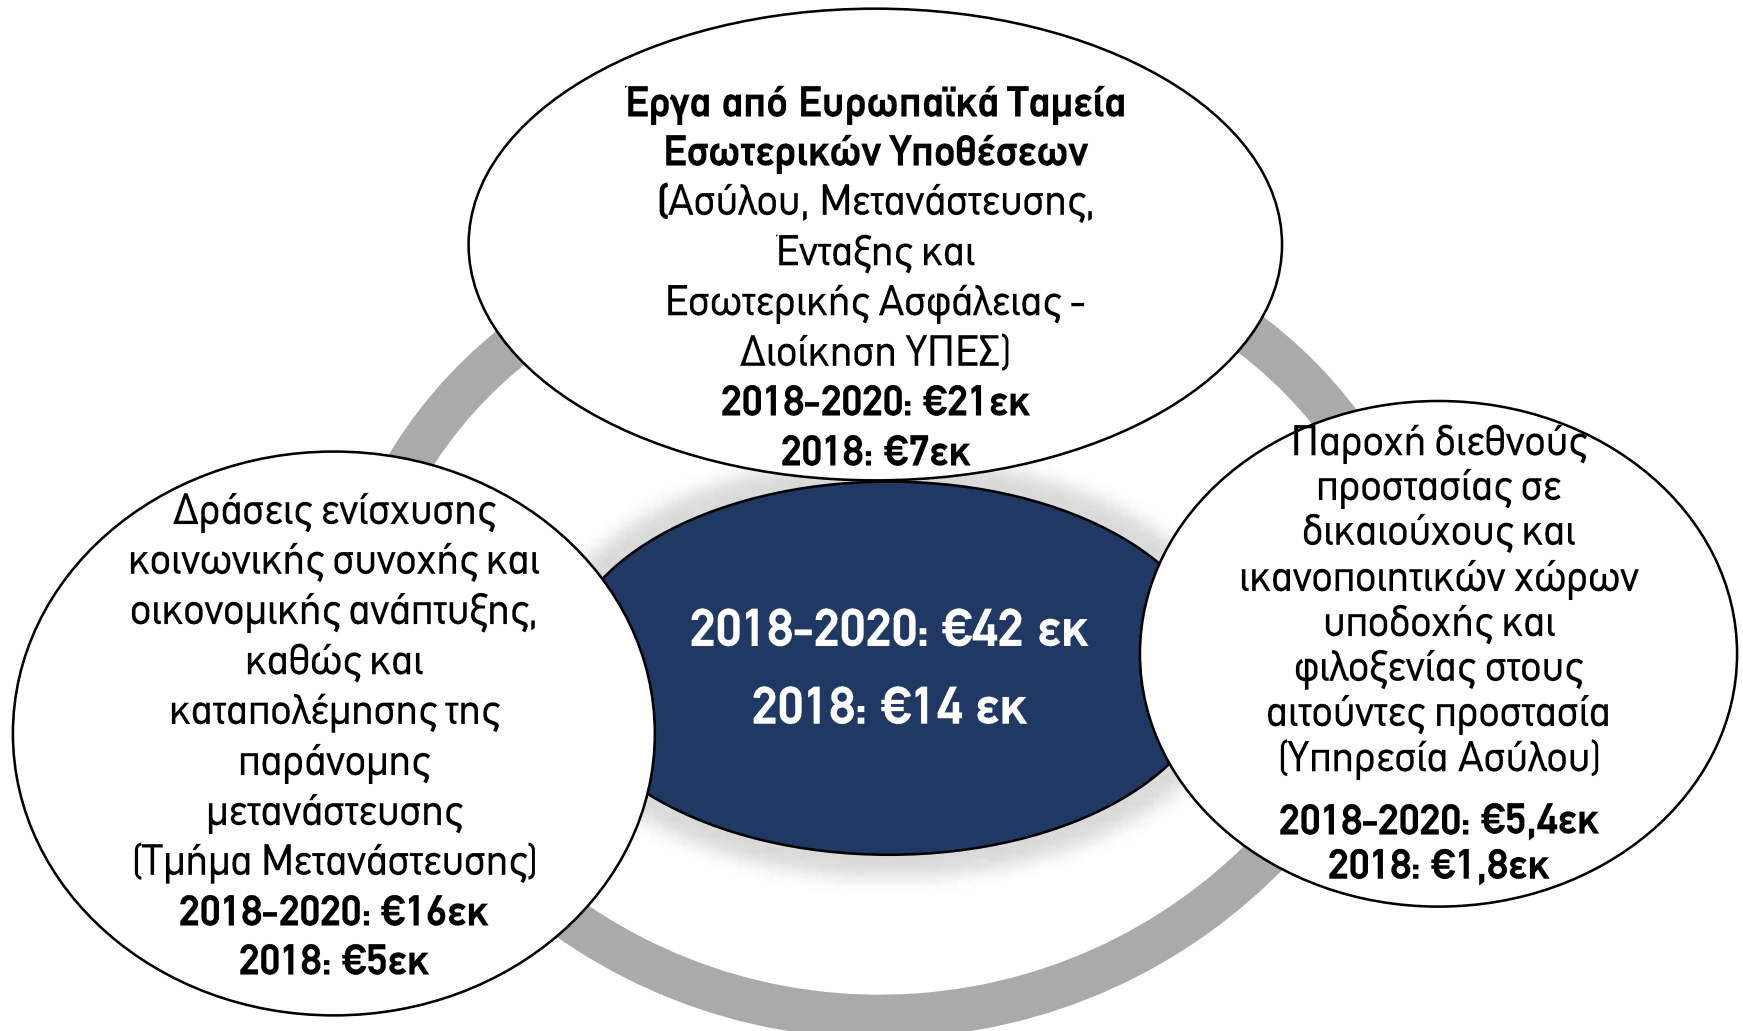 Έργα από Ευρωπαϊκά Ταμεία
Εσωτερικών Υποθέσεων
(Ασύλου, Μετανάστευσης,
Ένταξης και
Εσωτερικής Ασφάλειας -
Διοίκηση ΥΠΕΣ)
2018-2020: €21εκ
2018: €7εκ
Δράσεις ενίσχυσης
κοινωνικής συνοχής και
οικονομικής ανάπτυξης,
καθώς και
καταπολέμησης της
παράνομης
μετανάστευσης
(Τμήμα Μετανάστευσης)
2018-2020: €16εκ
2018: €5εκ
2018-2020: €42 εκ
2018: €14 εκ
Παροχή διεθνούς
προστασίας σε
δικαιούχους και
ικανοποιητικών χώρων
υποδοχής και
φιλοξενίας στους
αιτούντες προστασία
(Υπηρεσία Ασύλου)
2018-2020: €5,4εκ
2018: €1,8εκ